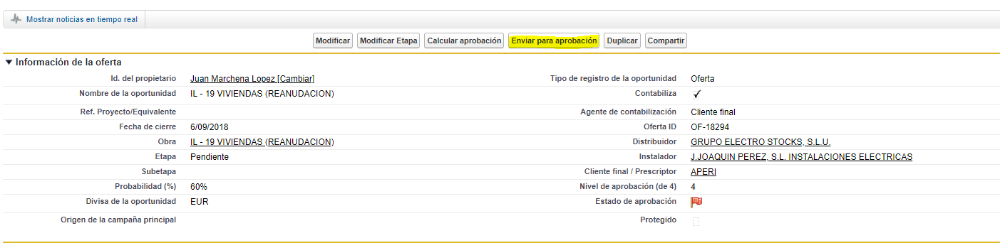 Mostrar noticias en tiempo real
Modificar Modificar Etapa Calcular aprobación Enviar para aprobación Duplicar Compartir
Información de la oferta
Id. del propietario Juan Marchena Lopez [Cambiar] Tipo de registro de la oportunidad Oferta
Nombre de la oportunidad IL - 19 VIVIENDAS (REANUDACION) Contabiliza
Ref. Proyecto/Equivalente Agente de contabilización Cliente final
Fecha de cierre 6/09/2018 Oferta ID OF-18294
Obra IL - 19 VIVIENDAS (REANUDACION) Distribuidor GRUPO ELECTRO STOCKS, S.L.U.
Etapa Pendiente Instalador J.JOAQUIN PEREZ, S.L. INSTALACIONES ELECTRICAS
Subetapa Cliente final / Prescriptor APERI
Probabilidad (%) 60% Nivel de aprobación (de 4) 4
Divisa de la oportunidad EUR Estado de aprobación
Origen de la campaña principal Protegido